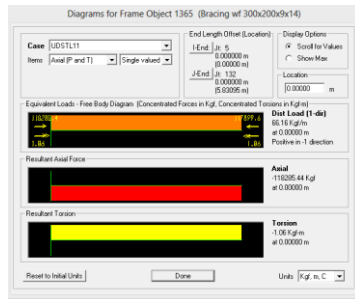 Diagrams for Frame Object 1365 (Bracing wf 300x200x9x14)
Case UDSTL11
Items Axial (P and T) Single valued
End Length Offset (Location)
I-End: Jt: 5
0.000000 m
(0.00000 m)
J-End: Jt: 132
0.000000 m
(5.83095 m)
Display Options
Scroll for Values
Show Max
Location
0.00000 m
Equivalent Loads - Free Body Diagram (Concentrated Forces in Kgf, Concentrated Torsions in Kgf-m)
1.06
1.06
Dist Load (1-dir)
66.16 Kgf/m
at 0.00000 m
Positive in -1 direction
Resultant Axial Force
Axial
-118285.44 Kgf
at 0.00000 m
Resultant Torsion
Torsion
-1.06 Kgf-m
at 0.00000 m
Reset to Initial Units
Done
Units Kgf, m, C